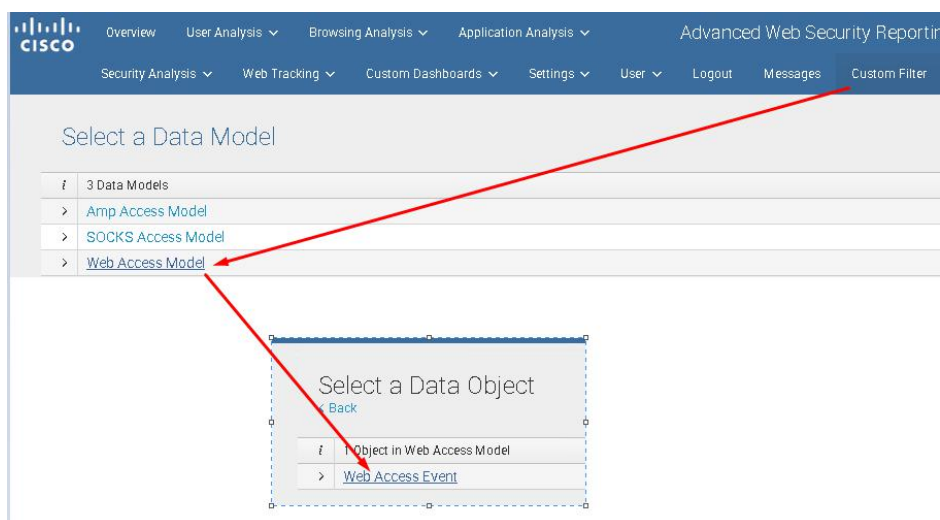 Overview User Analysis Browsing Analysis Application Analysis Advanced Web Security Reportin
CISCO
Security Analysis Web Tracking Custom Dashboards Settings User Logout Messages Custom Filter
Select a Data Model
i 3 Data Models
> Amp Access Model
> SOCKS Access Model
> Web Access Model
Select a Data Object
< Back
i 1 Object in Web Access Model
> Web Access Event